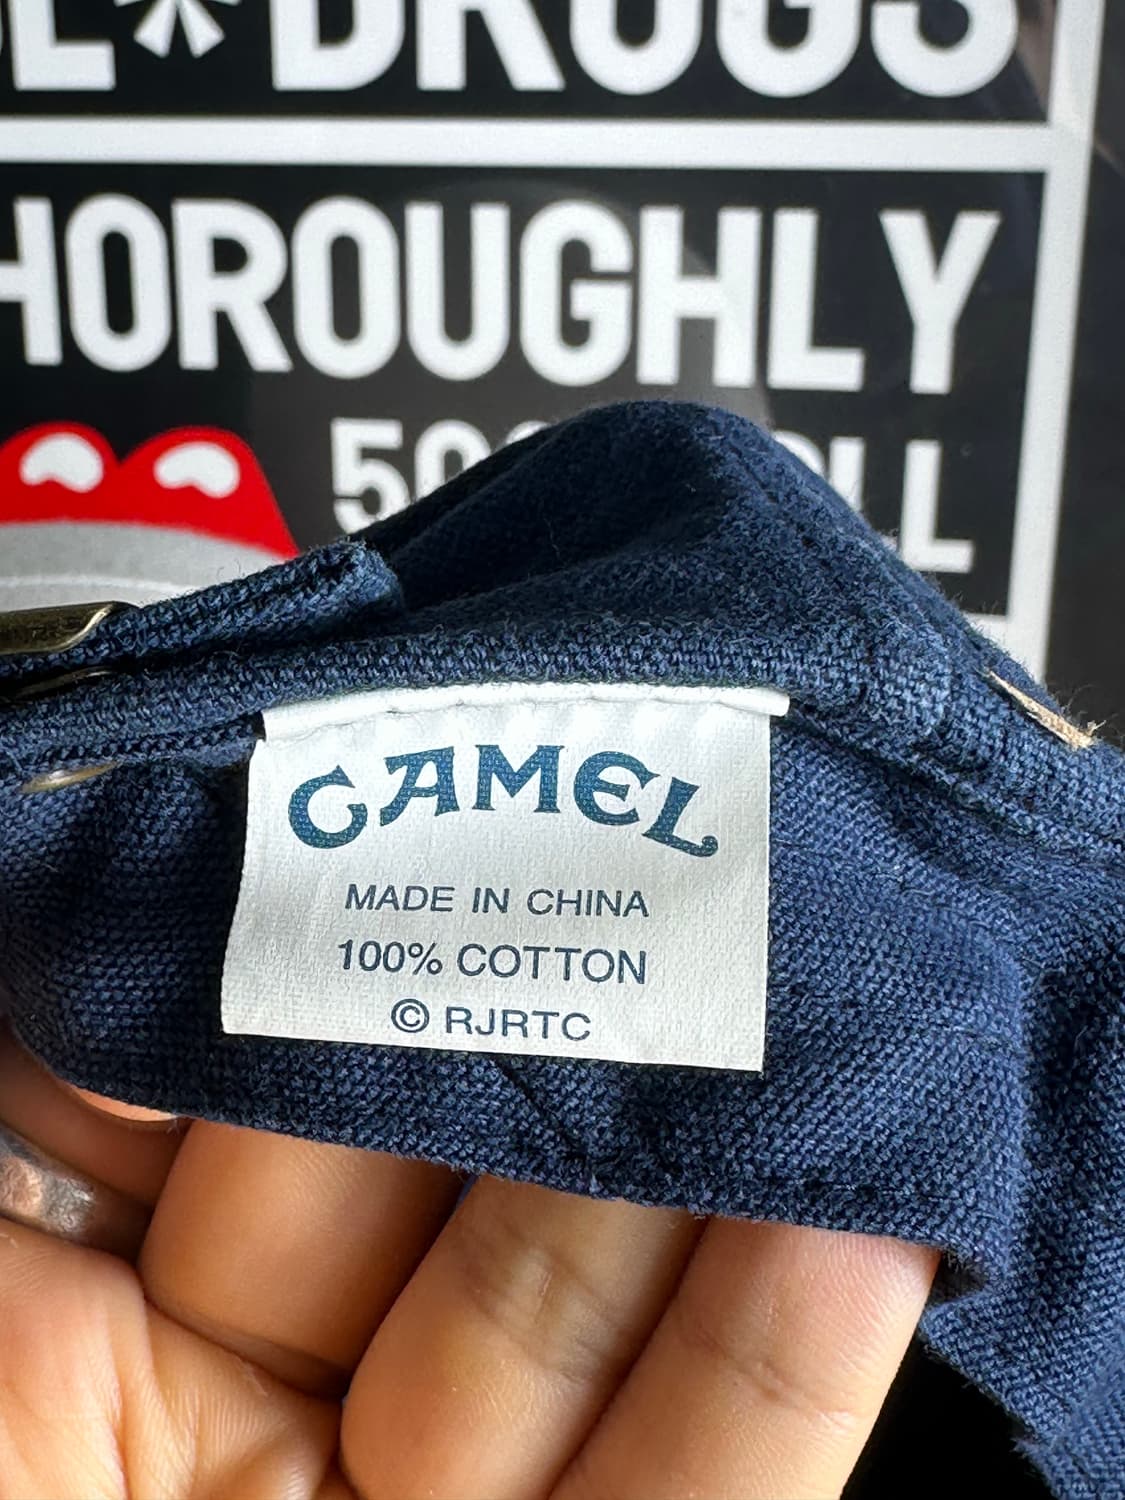 DRUGS
HOROUGHLY
CAMEL
MADE IN CHINA
100% COTTON
© RJRTC